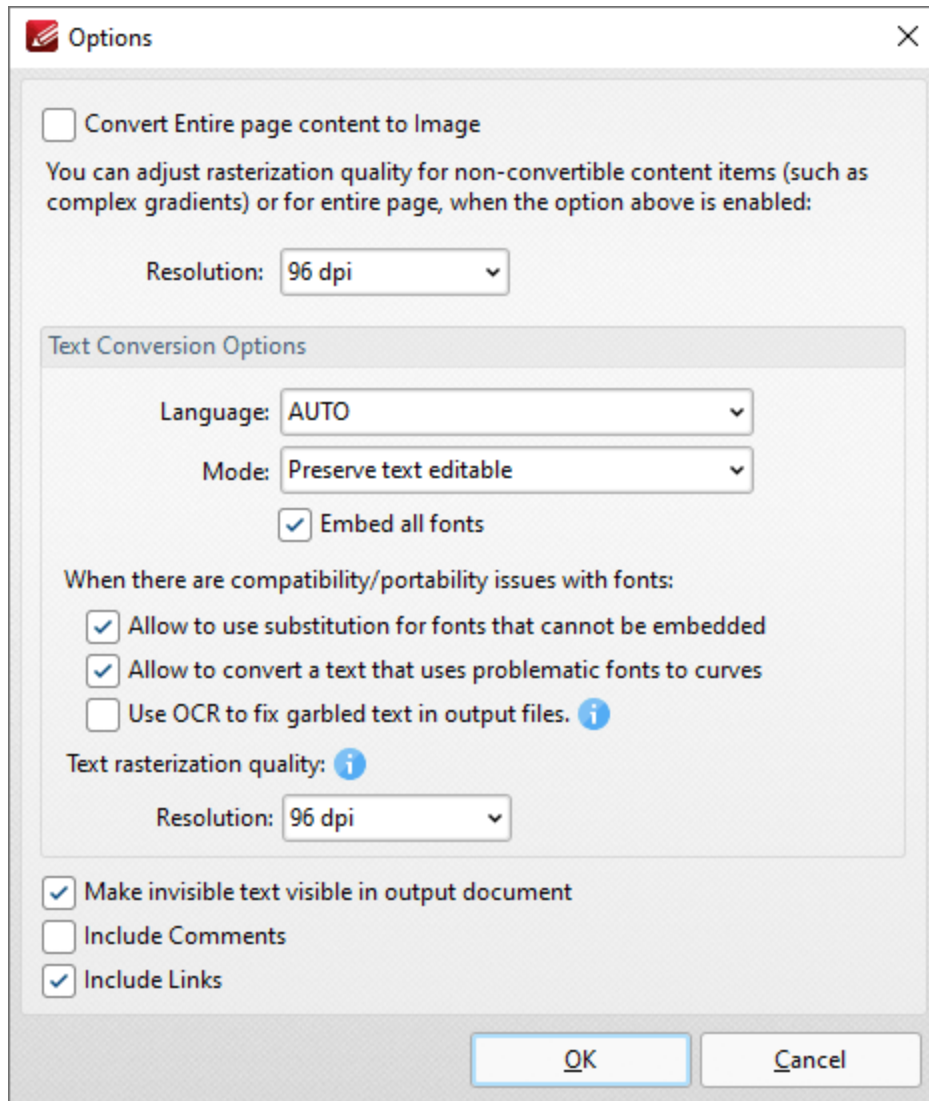 Options
Convert Entire page content to Image
You can adjust rasterization quality for non-convertible content items (such as
complex gradients) or for entire page, when the option above is enabled:
Resolution: 96 dpi
Text Conversion Options
Language: AUTO
Mode: Preserve text editable
Embed all fonts
When there are compatibility/portability issues with fonts:
Allow to use substitution for fonts that cannot be embedded
Allow to convert a text that uses problematic fonts to curves
Use OCR to fix garbled text in output files. i
Text rasterization quality: i
Resolution: 96 dpi
Make invisible text visible in output document
Include Comments
Include Links
OK Cancel